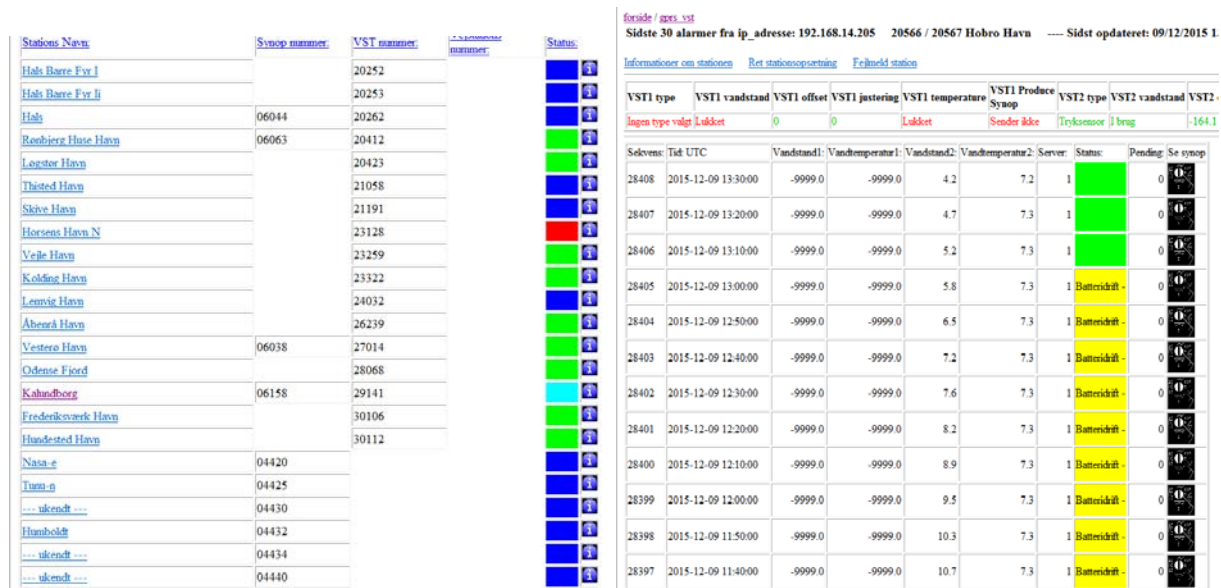 Stations Navn: Synop nummer: VST nummer: nummer: Status:
Hals Barre Fyr I 20252
Hals Barre Fyr Ii 20253
Hals 06044 20262
Rønbjerg Huse Havn 06063 20412
Løgstør Havn 20423
Thisted Havn 21058
Skive Havn 21191
Horsens Havn N 23128
Vejle Havn 23259
Kolding Havn 23322
Lemvig Havn 24032
Åbenrå Havn 26239
Vesterø Havn 06038 27014
Odense Fjord 28068
Kalundborg 06158 29141
Frederiksværk Havn 30106
Hundested Havn 30112
Nasa-e 04420
Tunu-n 04425
--- ukendt --- 04430
Humboldt 04432
--- ukendt --- 04434
--- ukendt --- 04440
forside / gprs_vst
Sidste 30 alarmer fra ip_adresse: 192.168.14.205 20566 / 20567 Hobro Havn ---- Sidst opdateret: 09/12/2015 1
Informationer om stationen Ret stationsopsætning Fejlmeld station
VST1 type VST1 vandstand VST1 offset VST1 justering VST1 temperature VST1 Produce Synop VST2 type VST2 vandstand VST2
Ingen type valgt Lukket 0 0 Lukket Sender ikke Tryksensor I brug -164.1
Sekvens: Tid: UTC Vandstand1: Vandtemperatur1: Vandstand2: Vandtemperatur2: Server: Status: Pending: Se synop
28408 2015-12-09 13:30:00 -9999.0 -9999.0 4.2 7.2 1 0
28407 2015-12-09 13:20:00 -9999.0 -9999.0 4.7 7.3 1 0
28406 2015-12-09 13:10:00 -9999.0 -9999.0 5.2 7.3 1 0
28405 2015-12-09 13:00:00 -9999.0 -9999.0 5.8 7.3 1 Batteridrift - 0
28404 2015-12-09 12:50:00 -9999.0 -9999.0 6.5 7.3 1 Batteridrift - 0
28403 2015-12-09 12:40:00 -9999.0 -9999.0 7.2 7.3 1 Batteridrift - 0
28402 2015-12-09 12:30:00 -9999.0 -9999.0 7.6 7.3 1 Batteridrift - 0
28401 2015-12-09 12:20:00 -9999.0 -9999.0 8.2 7.3 1 Batteridrift - 0
28400 2015-12-09 12:10:00 -9999.0 -9999.0 8.9 7.3 1 Batteridrift - 0
28399 2015-12-09 12:00:00 -9999.0 -9999.0 9.5 7.3 1 Batteridrift - 0
28398 2015-12-09 11:50:00 -9999.0 -9999.0 10.3 7.3 1 Batteridrift - 0
28397 2015-12-09 11:40:00 -9999.0 -9999.0 10.7 7.3 1 Batteridrift - 0